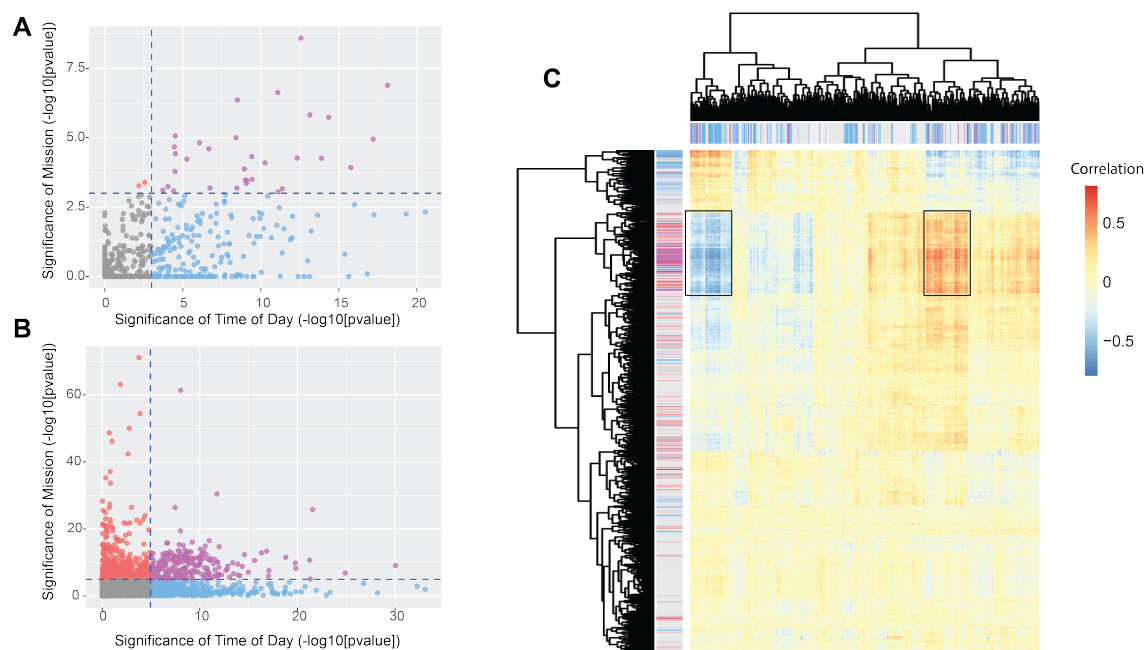 A
Significance of Mission (-log10[pvalue])
7.5
5.0
2.5
0.0
0 5 10 15 20
Significance of Time of Day (-log10[pvalue])
B
Significance of Mission (-log10[pvalue])
60
40
20
0
0 10 20 30
Significance of Time of Day (-log10[pvalue])
C
Correlation
0.5
0
−0.5